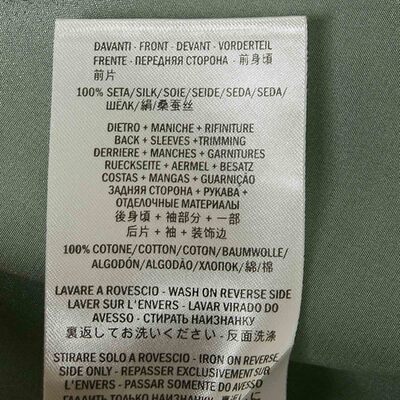 DAVANTI - FRONT - DEVANT - VORDERTEIL
FRENTE - ПЕРЕДНЯЯ СТОРОНА - 前身頃
前片
100% SETA/SILK/SOIE/SEIDE/SEDA/SEDA/
ШЕЛК/絹/桑蚕丝
DIETRO + MANICHE + RIFINITURE
BACK + SLEEVES +TRIMMING
DERRIERE + MANCHES + GARNITURES
RUECKSEITE + AERMEL + BESATZ
COSTAS + MANGAS + GUARNIÇÃO
ЗАДНЯЯ СТОРОНА + РУКАВА +
ОТДЕЛОЧНЫЕ МАТЕРИАЛЫ
後身頃 + 袖部分 + 一部
后片 + 袖 + 装饰边
100% COTONE/COTTON/COTON/BAUMWOLLE/
ALGODÓN/ALGODÃO/ХЛОПОК/綿/棉
LAVARE A ROVESCIO - WASH ON REVERSE SIDE
LAVER SUR L'ENVERS - LAVAR VIRADO DO
AVESSO - СТИРАТЬ НАИЗНАНКУ
裏返してお洗いください - 反面洗涤
STIRARE SOLO A ROVESCIO - IRON ON REVERSE
SIDE ONLY - REPASSER EXCLUSIVEMENT SUR
L'ENVERS - PASSAR SOMENTE DO AVESSO
ГЛАДИТЬ ТОЛЬКО НАИЗНАНКУ